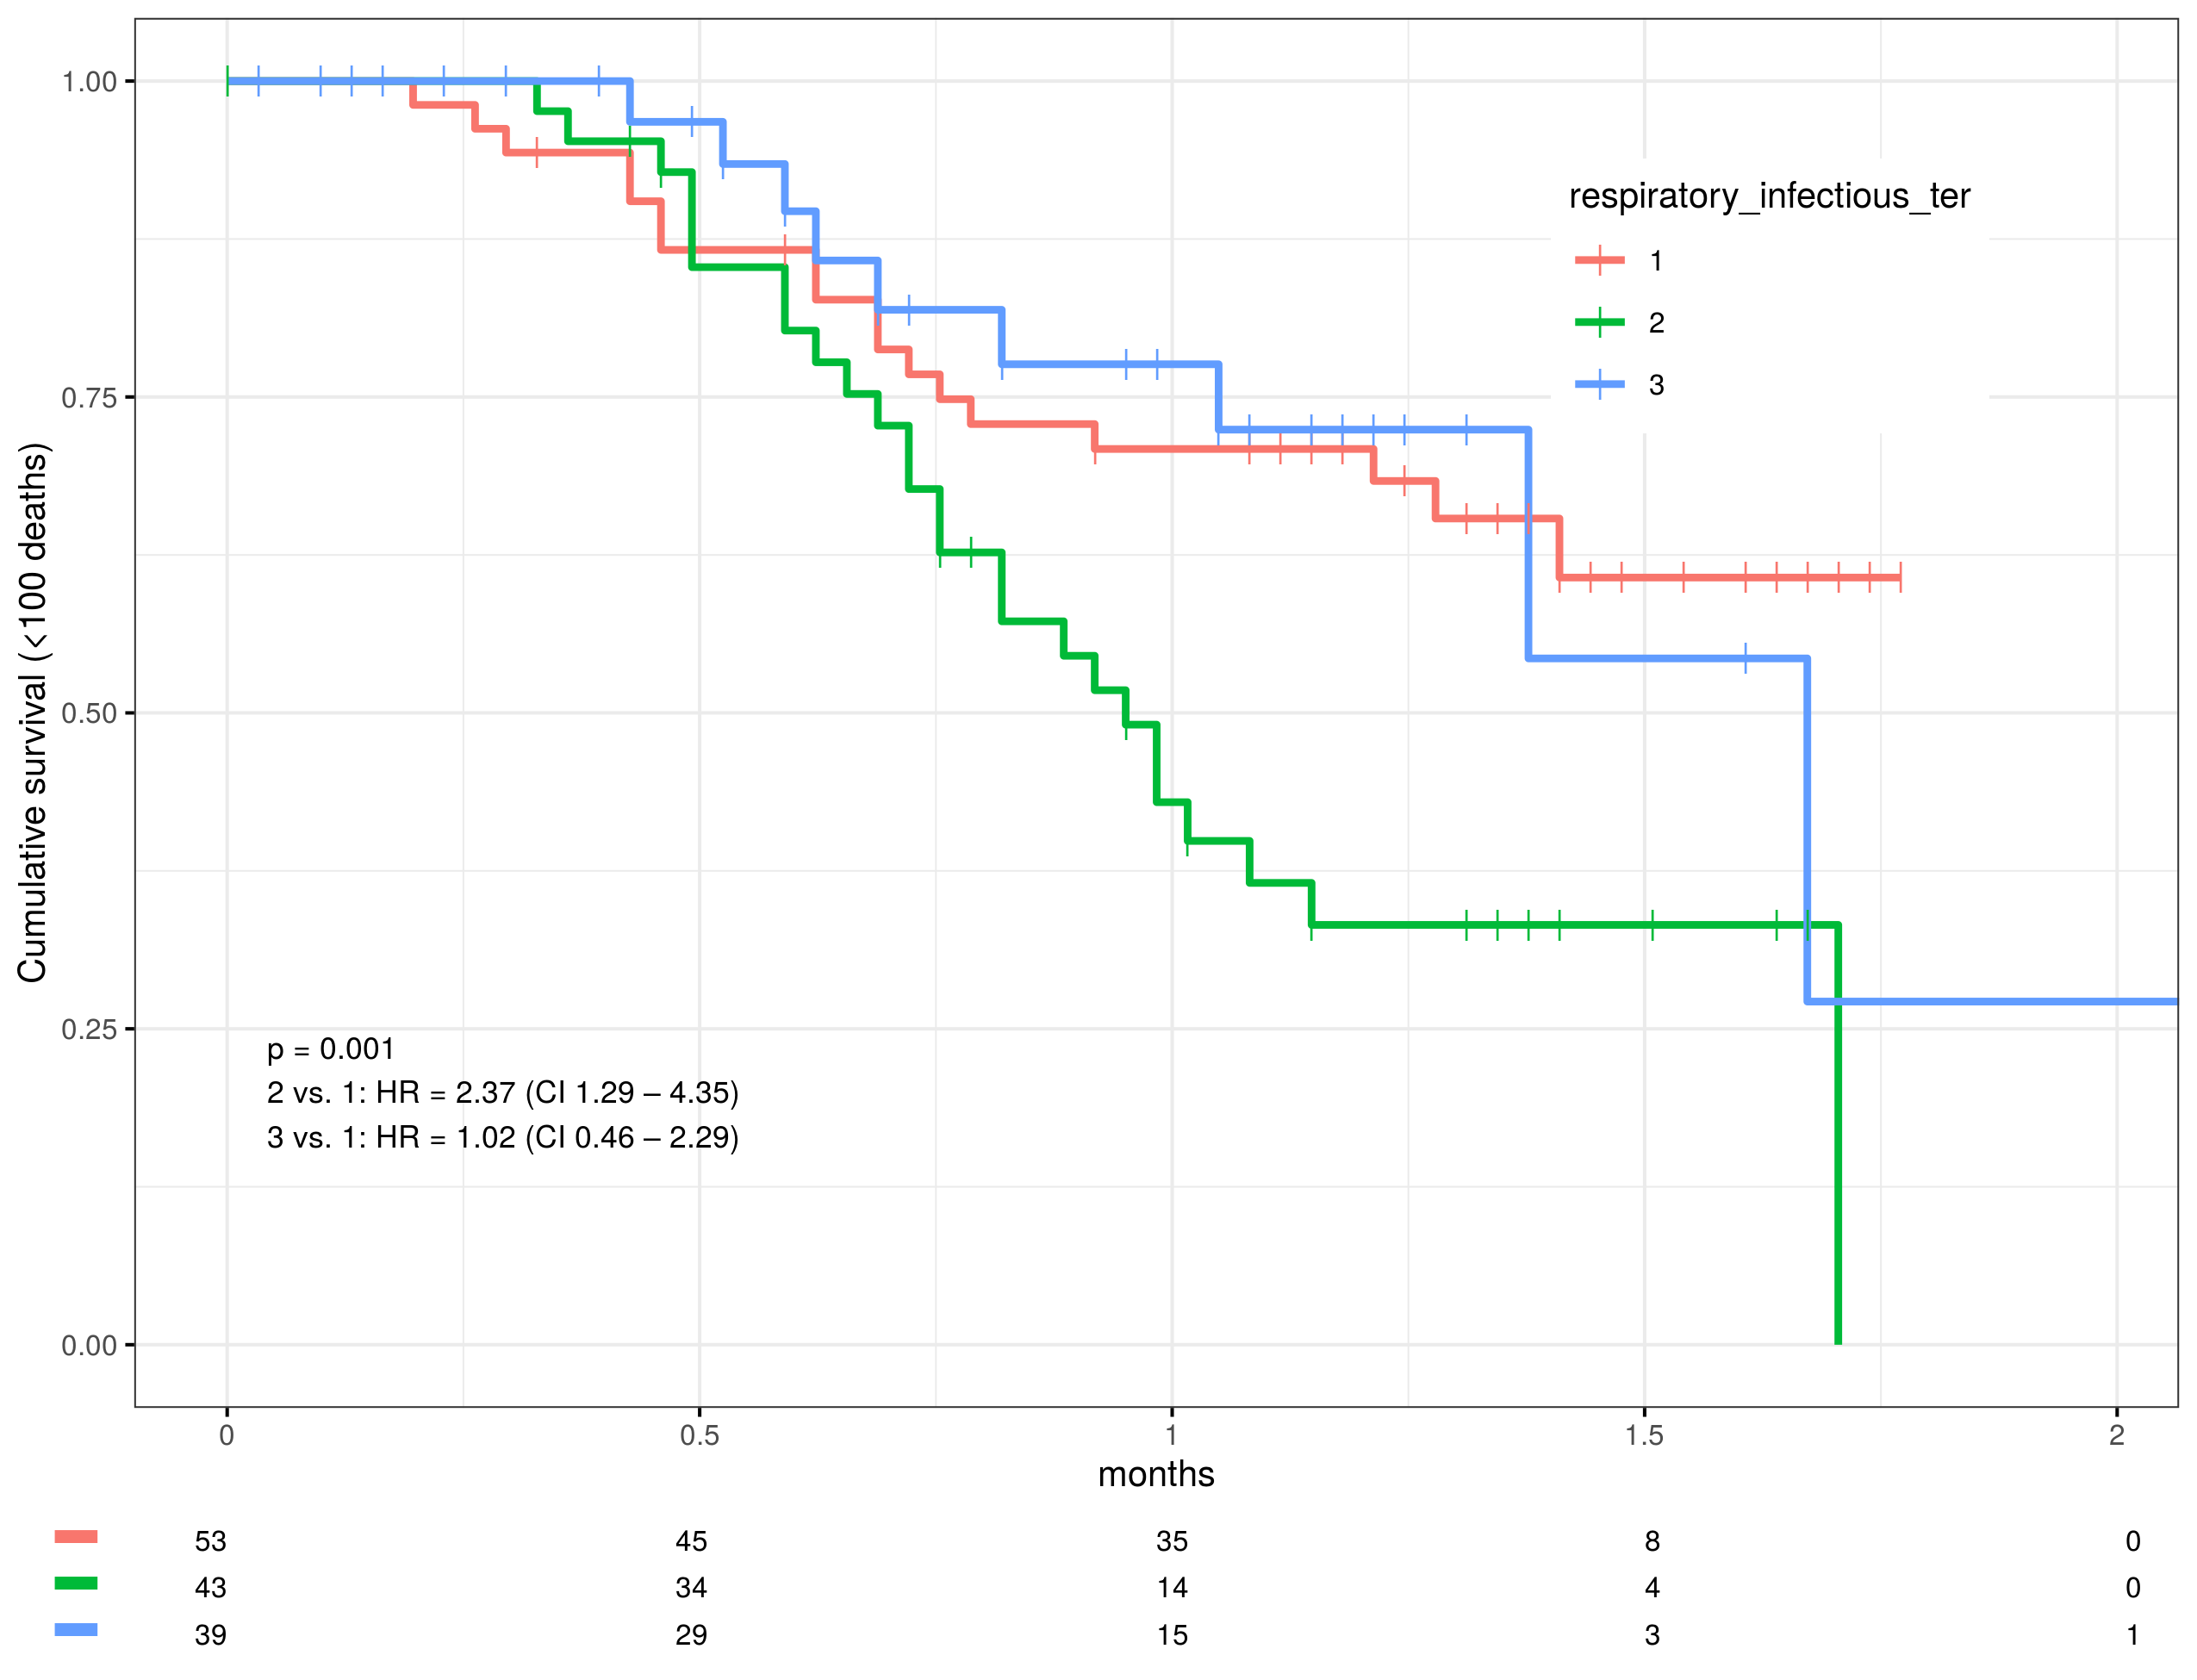 Cumulative survival (<100 deaths)
1.00
0.75
0.50
0.25
0.00
respiratory_infectious_ter
1
2
3
p = 0.001
2 vs. 1: HR = 2.37 (CI 1.29 – 4.35)
3 vs. 1: HR = 1.02 (CI 0.46 – 2.29)
0 0.5 1 1.5 2
months
53 45 35 8 0
43 34 14 4 0
39 29 15 3 1